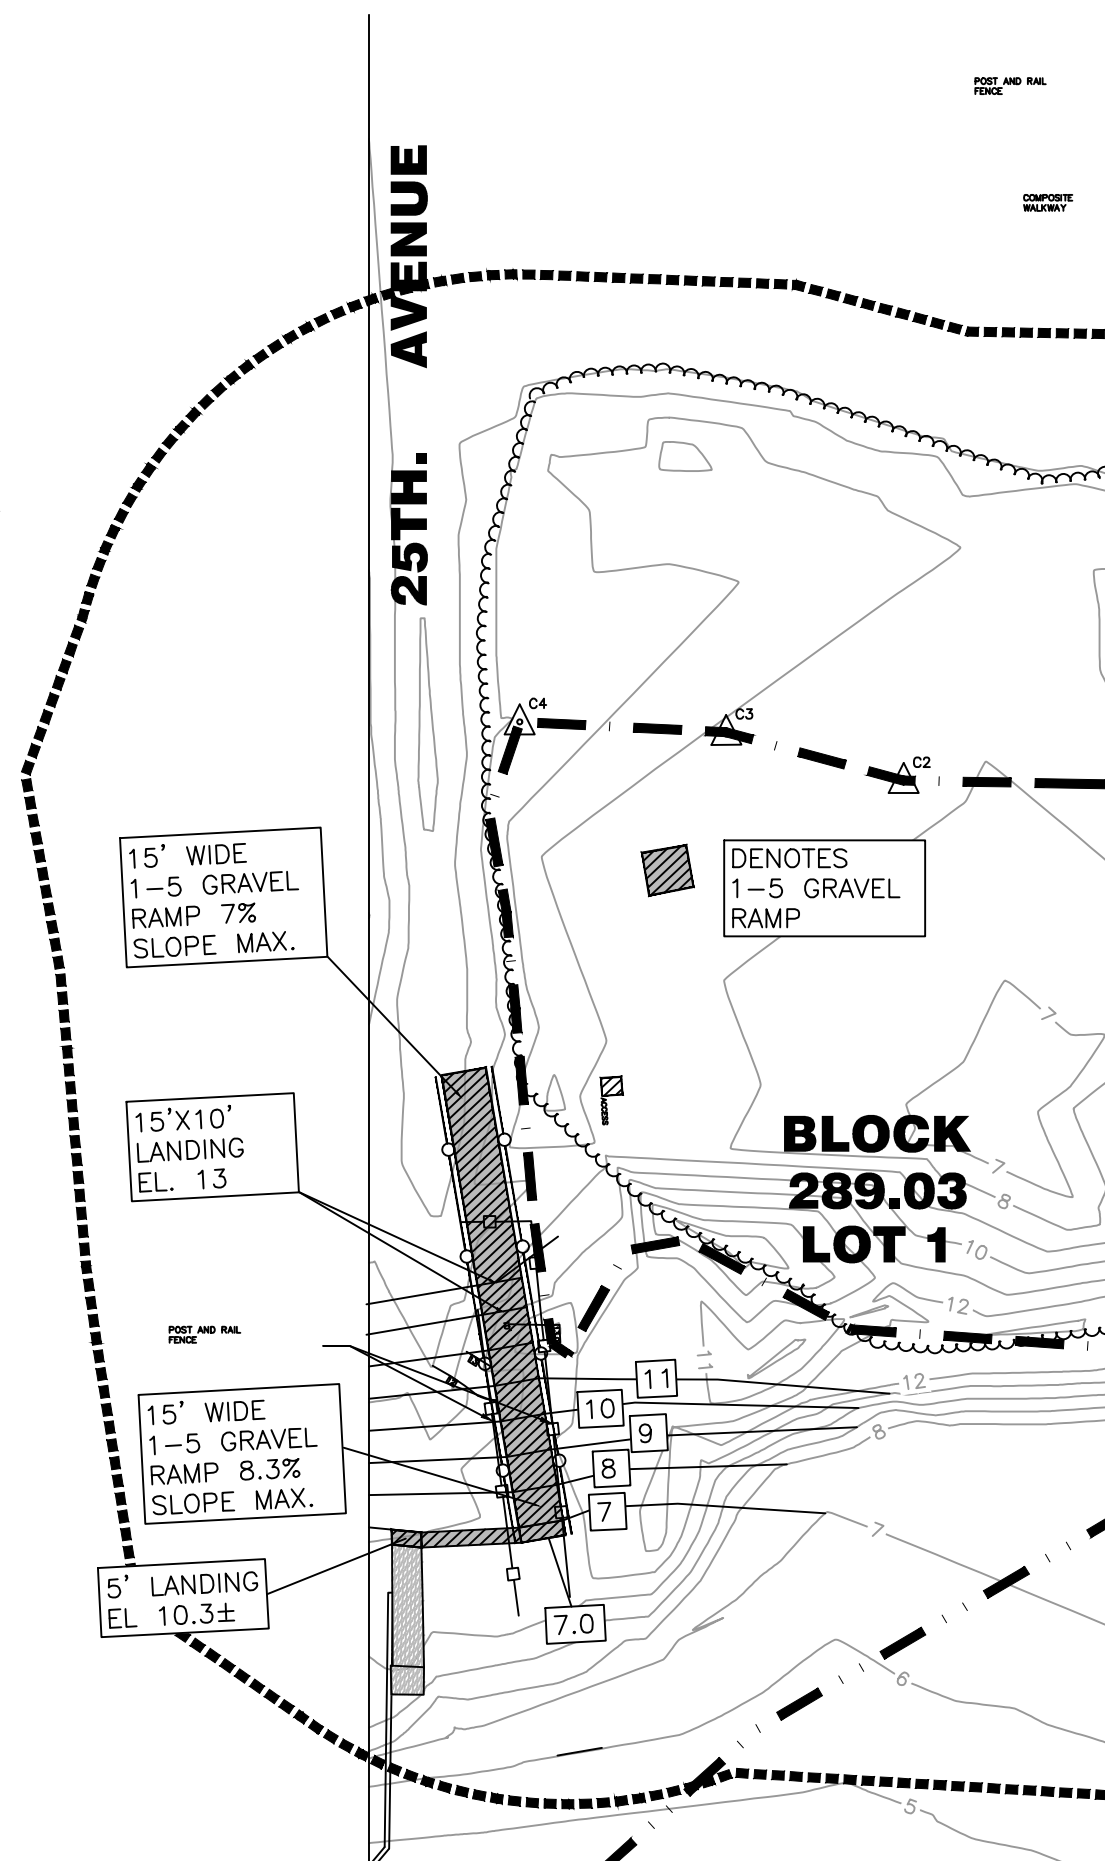 POST AND RAIL
FENCE
COMPOSITE
WALKWAY
25TH. AVENUE
C4
C3
C2
15' WIDE
1-5 GRAVEL
RAMP 7%
SLOPE MAX.
DENOTES
1-5 GRAVEL
RAMP
7
ACCESS
15'X10'
LANDING
EL. 13
BLOCK
289.03
LOT 1
7
8
10
12
POST AND RAIL
FENCE
11
12
11
10
9
8
8
7
7
15' WIDE
1-5 GRAVEL
RAMP 8.3%
SLOPE MAX.
5' LANDING
EL 10.3±
7.0
6
5